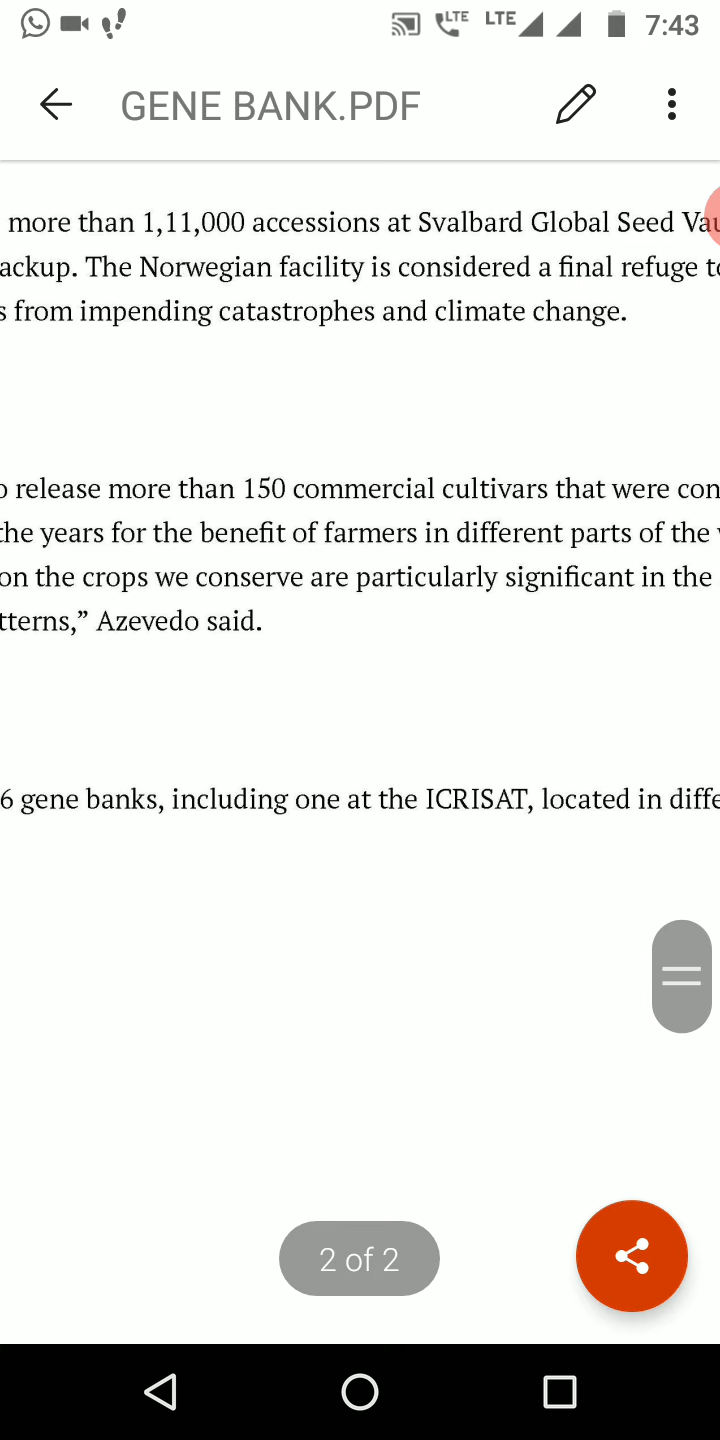 LTE LTE 7:43
GENE BANK.PDF
more than 1,11,000 accessions at Svalbard Global Seed
The Norwegian facility is considered a final refuge
from impending catastrophes and climate change.
release more than 150 commercial cultivars that were
the years for the benefit of farmers in different parts of the
on the crops we conserve are particularly significant in the
Azevedo said.
6 gene banks, including one at the ICRISAT, located in
2 of 2